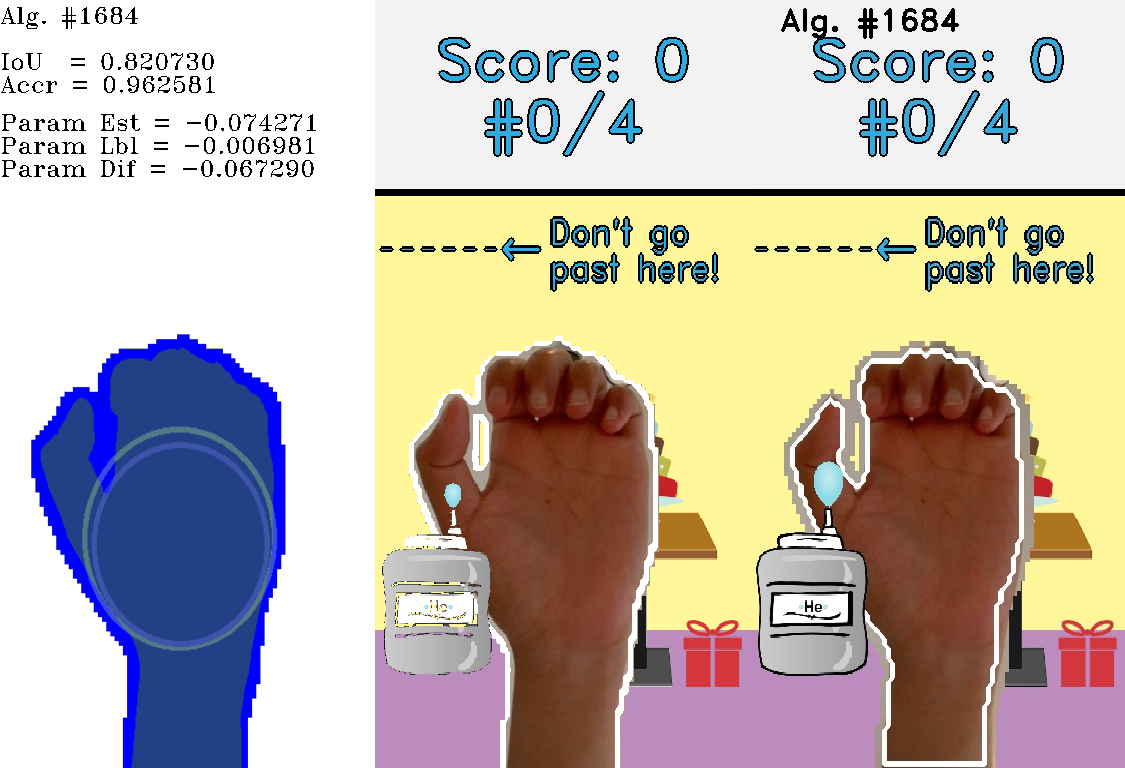 Alg. #1684
IoU = 0.820730
Accr = 0.962581
Param Est = -0.074271
Param Lbl = -0.006981
Param Dif = -0.067290
Score: 0
#0/4
Don't go
past here!
He
Alg. #1684
Score: 0
#0/4
Don't go
past here!
He